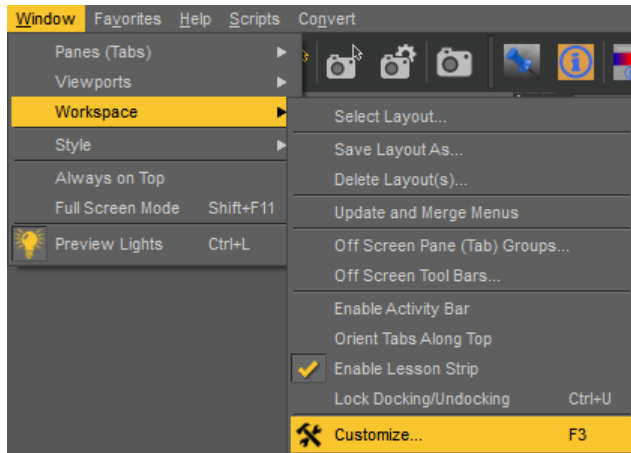 Window Favorites Help Scripts Convert
Panes (Tabs)
Viewports
Workspace
Style
Always on Top
Full Screen Mode Shift+F11
Preview Lights Ctrl+L
Select Layout...
Save Layout As...
Delete Layout(s)...
Update and Merge Menus
Off Screen Pane (Tab) Groups...
Off Screen Tool Bars...
Enable Activity Bar
Orient Tabs Along Top
Enable Lesson Strip
Lock Docking/Undocking Ctrl+U
Customize... F3